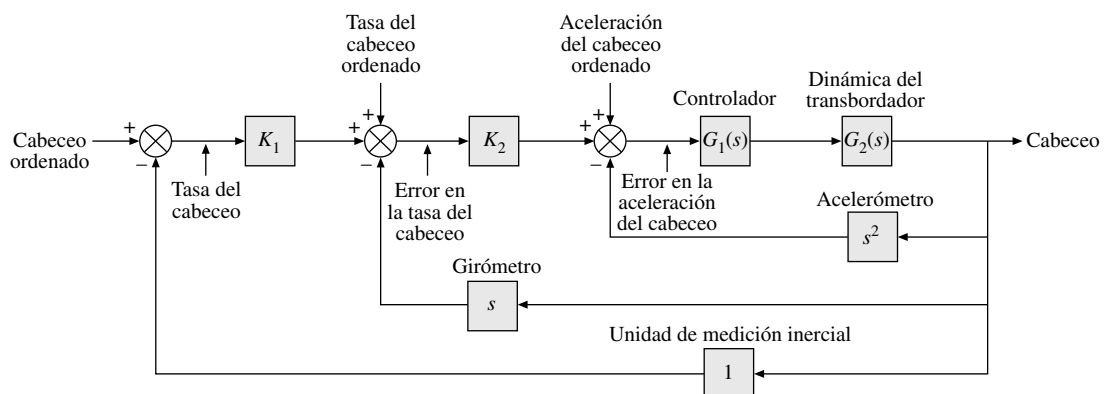 Tasa del
cabeceo
ordenado
Aceleración
del cabeceo
ordenado
Controlador
Dinámica del
transbordador
Cabeceo
ordenado
+
−
K1
+
+
−
K2
+
+
−
G1(s)
G2(s)
Cabeceo
Tasa del
cabeceo
Error en
la tasa del
cabeceo
Error en la
aceleración
del cabeceo
Acelerómetro
s²
Girómetro
s
Unidad de medición inercial
1